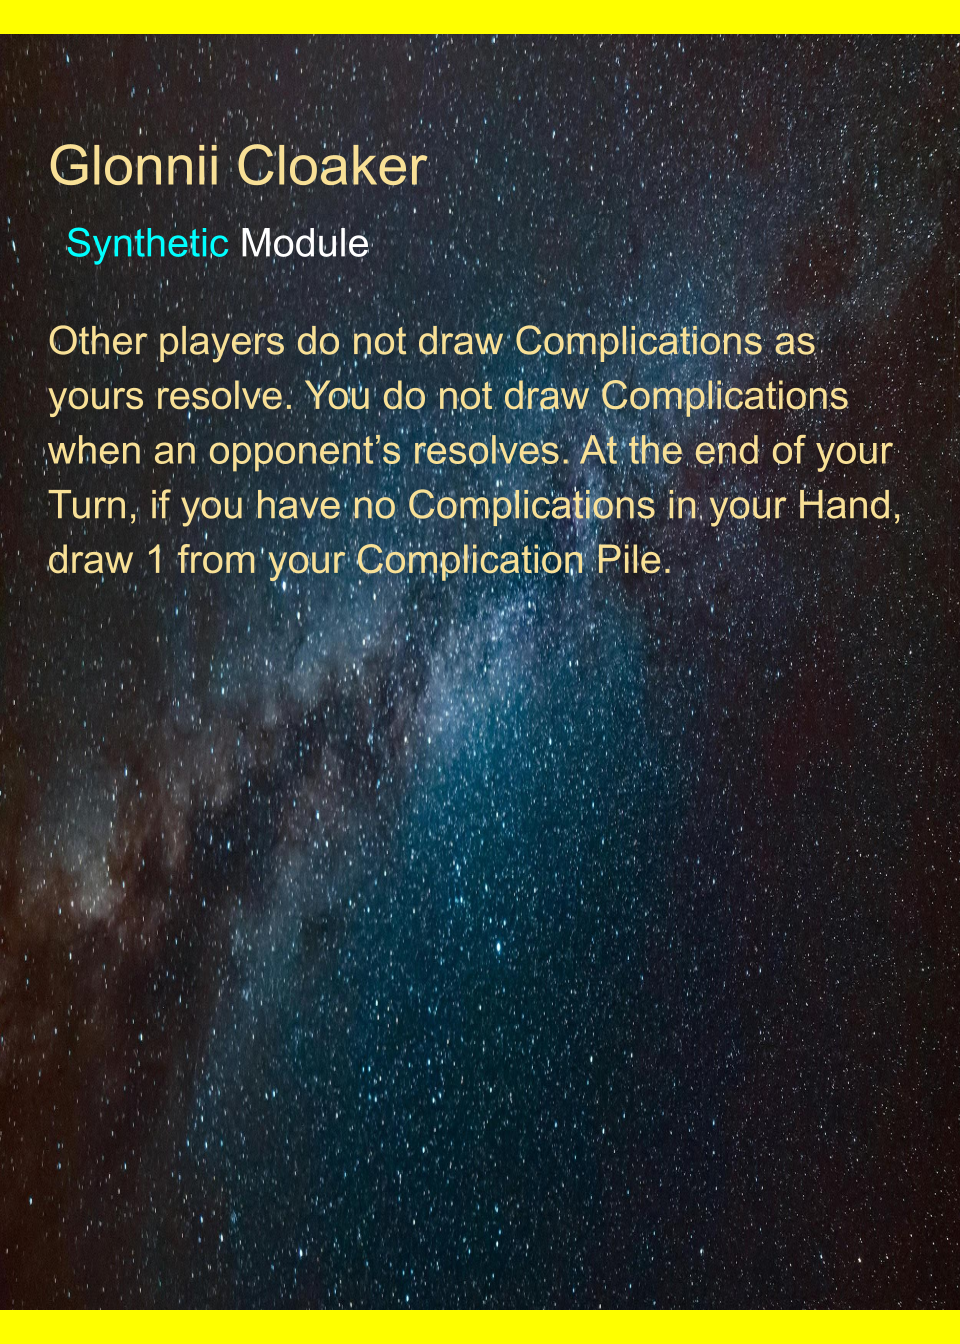 Glonnii Cloaker
Synthetic Module
Other players do not draw Complications as
yours resolve. You do not draw Complications
when an opponent’s resolves. At the end of your
Turn, if you have no Complications in your Hand,
draw 1 from your Complication Pile.